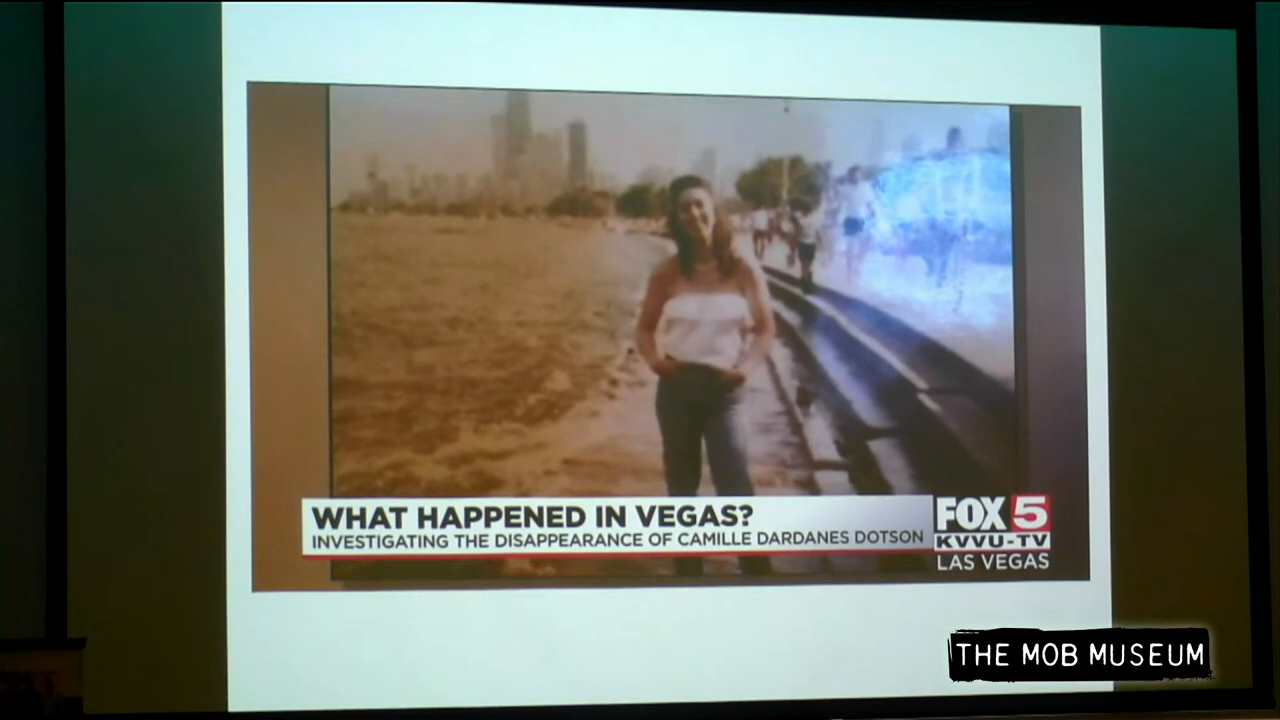 WHAT HAPPENED IN VEGAS?
INVESTIGATING THE DISAPPEARANCE OF CAMILLE DARDANES DOTSON
FOX 5
KVVU-TV
LAS VEGAS
THE MOB MUSEUM